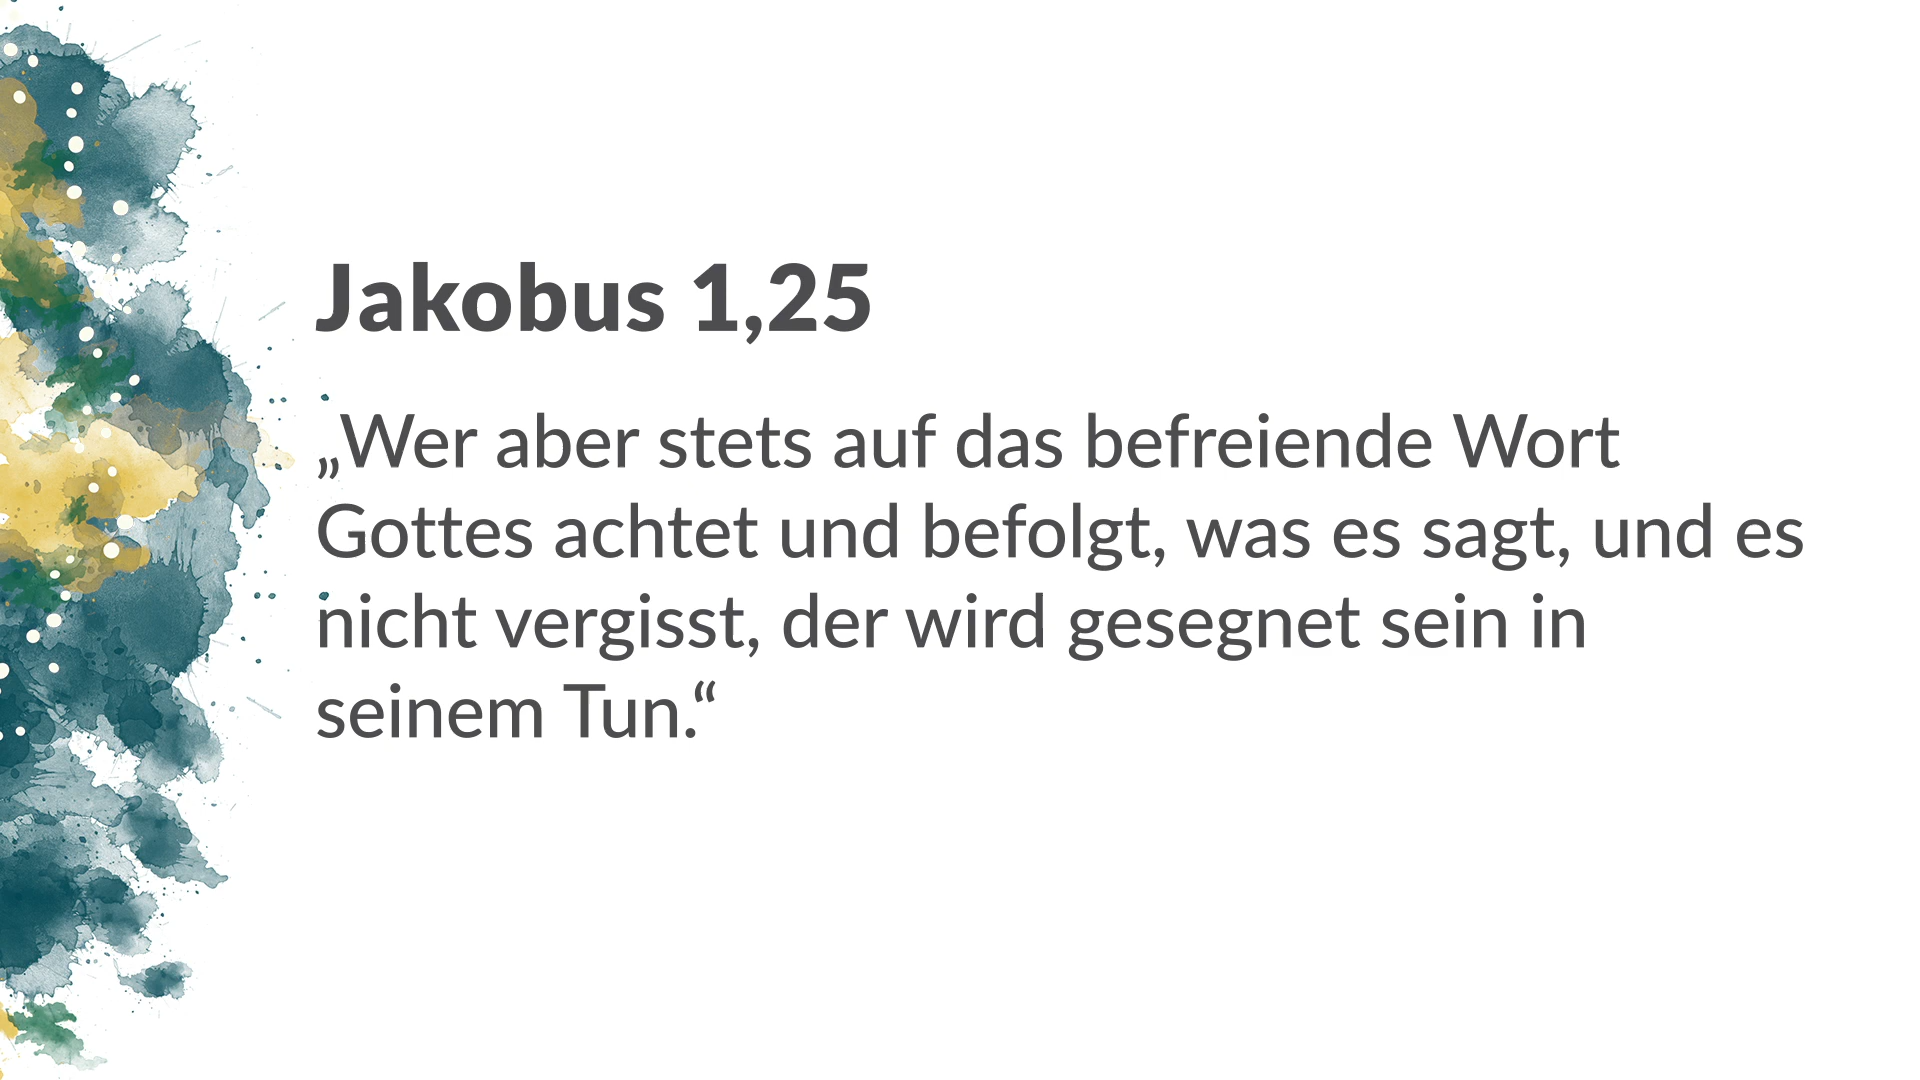 Jakobus 1,25
„Wer aber stets auf das befreiende Wort
Gottes achtet und befolgt, was es sagt, und es
nicht vergisst, der wird gesegnet sein in
seinem Tun.“